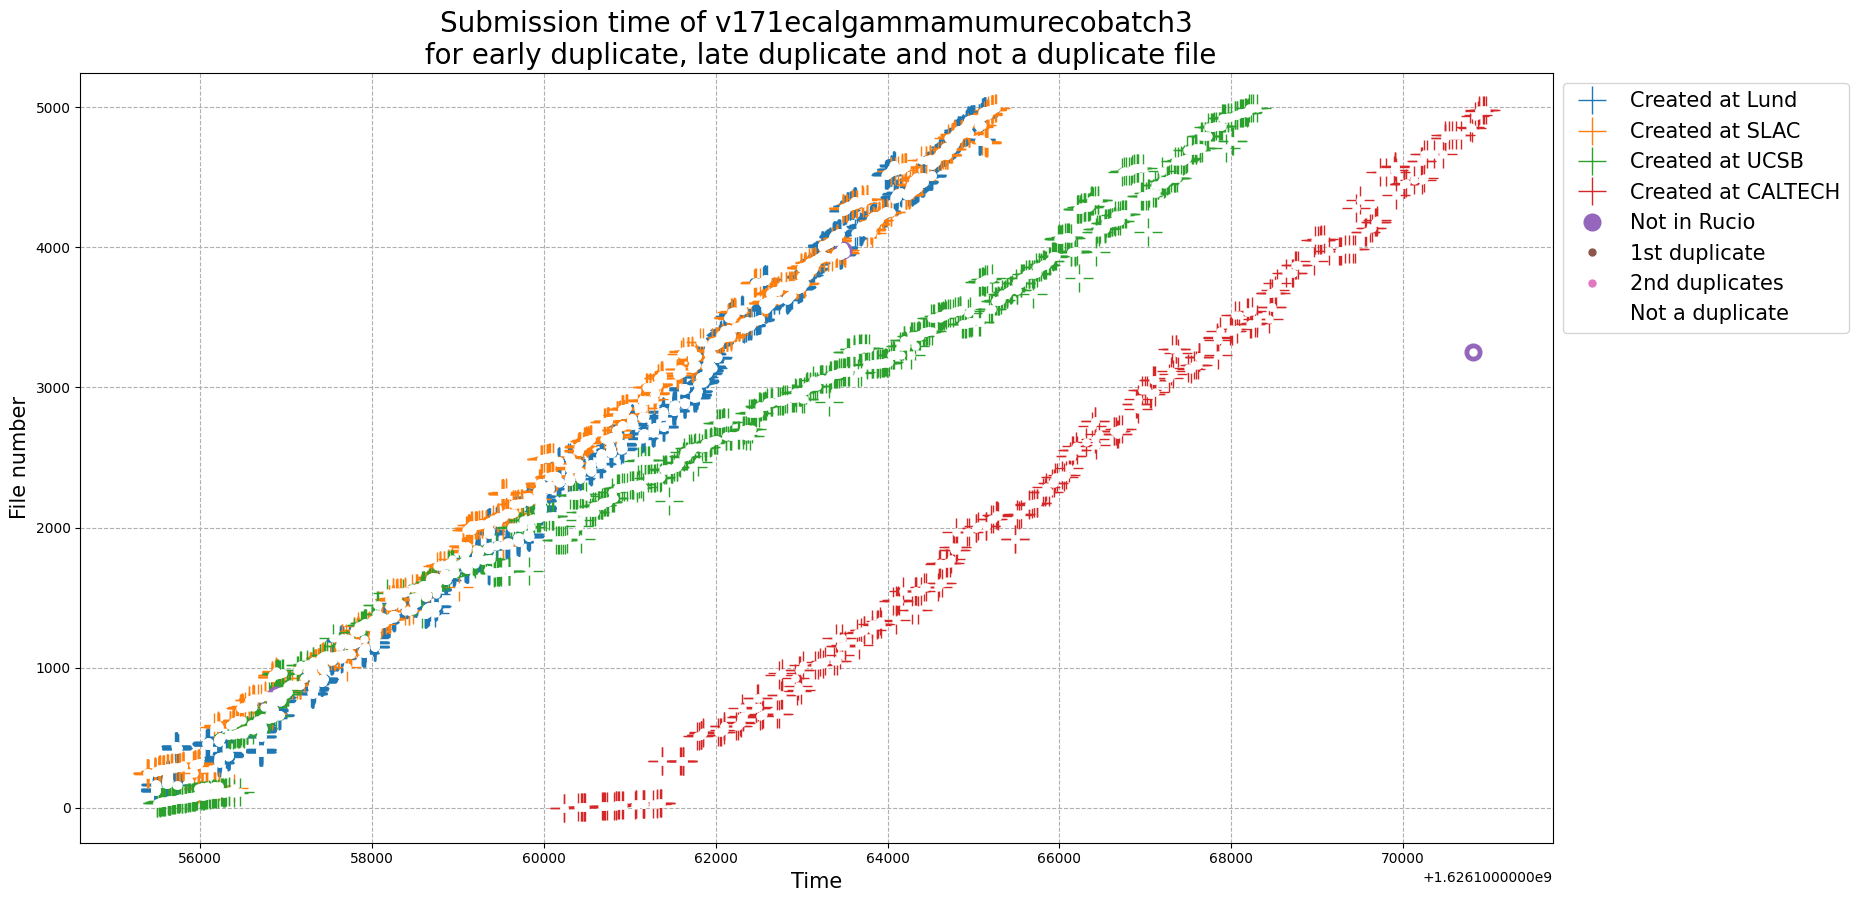 Submission time of v171ecalgammamumurecobatch3
for early duplicate, late duplicate and not a duplicate file
File number
5000
4000
3000
2000
1000
0
56000
58000
60000
62000
64000
66000
68000
70000
Time
+1.6261000000e9
Created at Lund
Created at SLAC
Created at UCSB
Created at CALTECH
Not in Rucio
1st duplicate
2nd duplicates
Not a duplicate